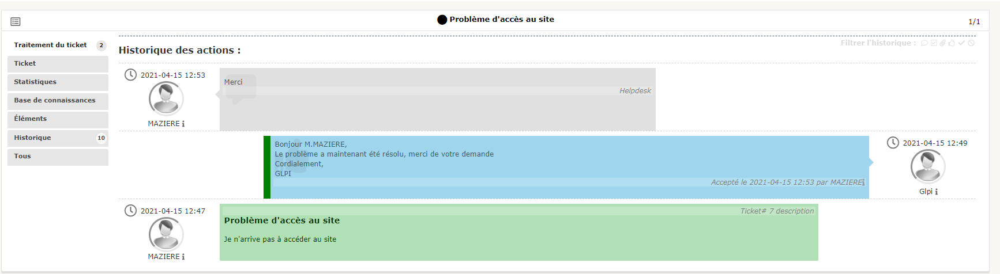 Problème d'accès au site
1/1
Traitement du ticket 2
Ticket
Statistiques
Base de connaissances
Éléments
Historique 10
Tous
Filtrer l'historique :
Historique des actions :
2021-04-15 12:53
MAZIERE
Merci
Helpdesk
Bonjour M.MAZIERE,
Le problème a maintenant été résolu, merci de votre demande
Cordialement,
GLPI
Accepté le 2021-04-15 12:53 par MAZIERE
2021-04-15 12:49
Glpi
2021-04-15 12:47
MAZIERE
Ticket# 7 description
Problème d'accès au site
Je n'arrive pas à accéder au site